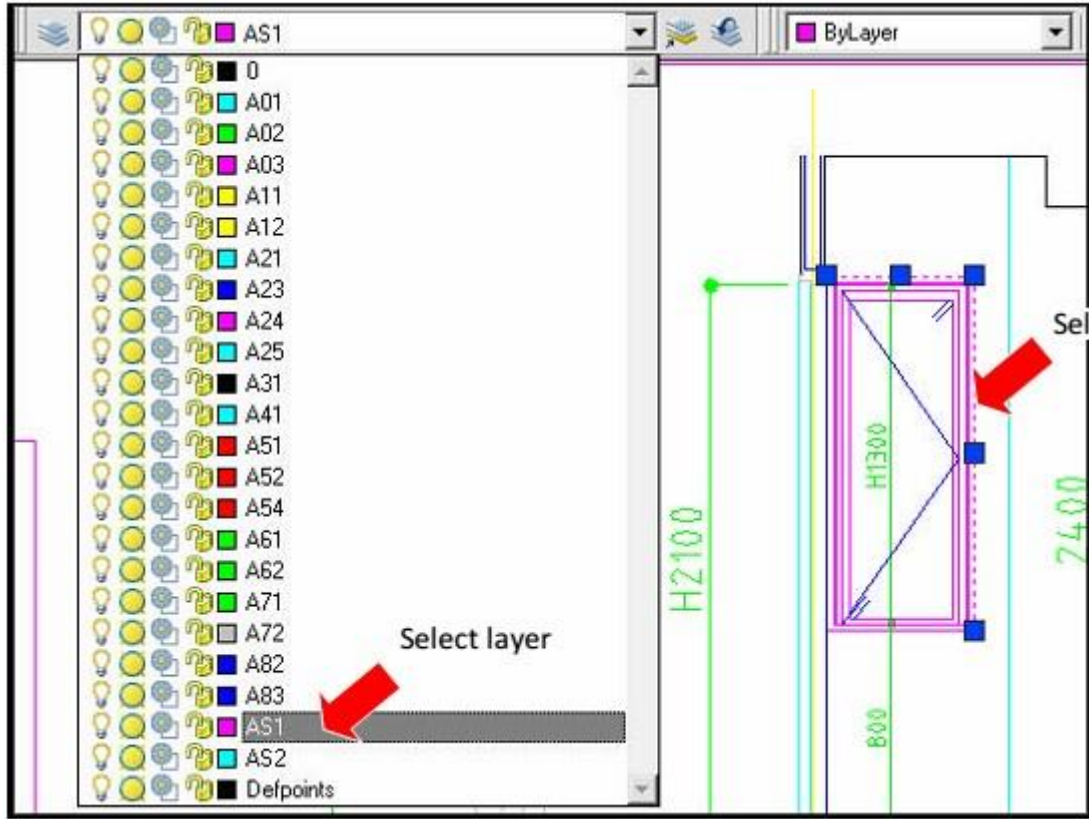 AS1
ByLayer
0
A01
A02
A03
A11
A12
A21
A23
A24
A25
A31
A41
A51
A52
A54
A61
A62
A71
A72
A82
A83
AS1
AS2
Defpoints
Select layer
Sel
H1300
H2100
2400
800